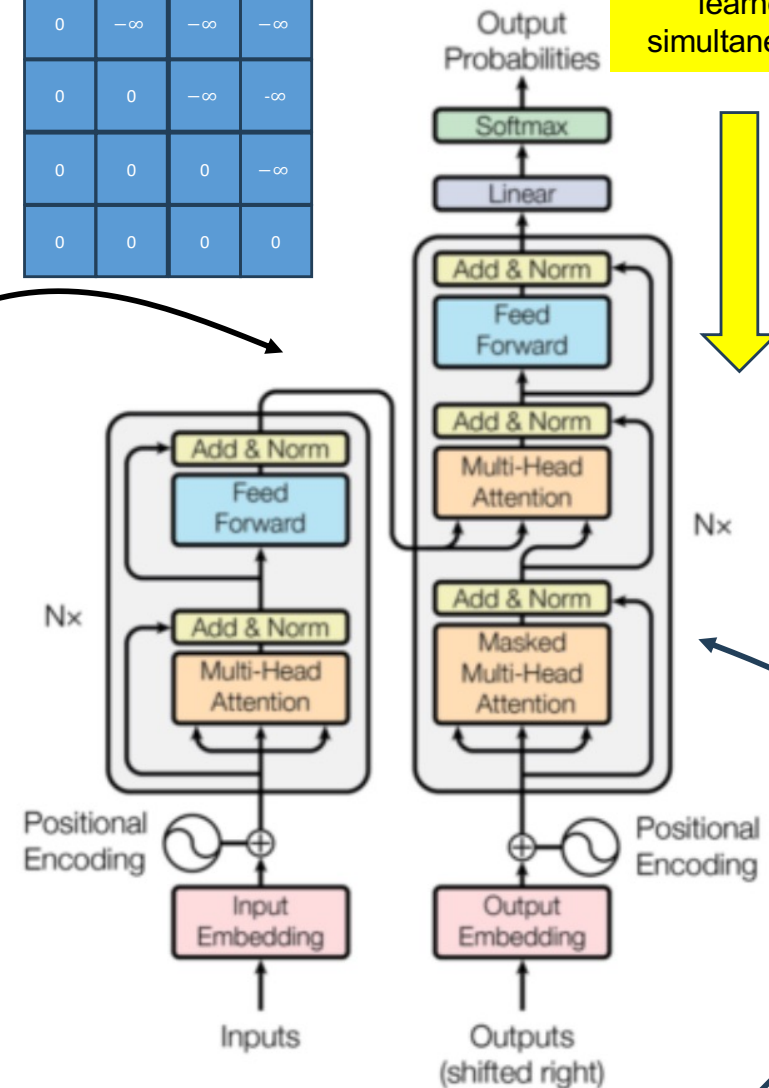 0 −∞ −∞ −∞
0 0 −∞ -∞
0 0 0 −∞
0 0 0 0
simultane
Output
Probabilities
Softmax
Linear
Add & Norm
Feed
Forward
Add & Norm
Multi-Head
Attention
N×
Add & Norm
Masked
Multi-Head
Attention
Positional
Encoding
Output
Embedding
Outputs
(shifted right)
Add & Norm
Feed
Forward
N×
Add & Norm
Multi-Head
Attention
Positional
Encoding
Input
Embedding
Inputs